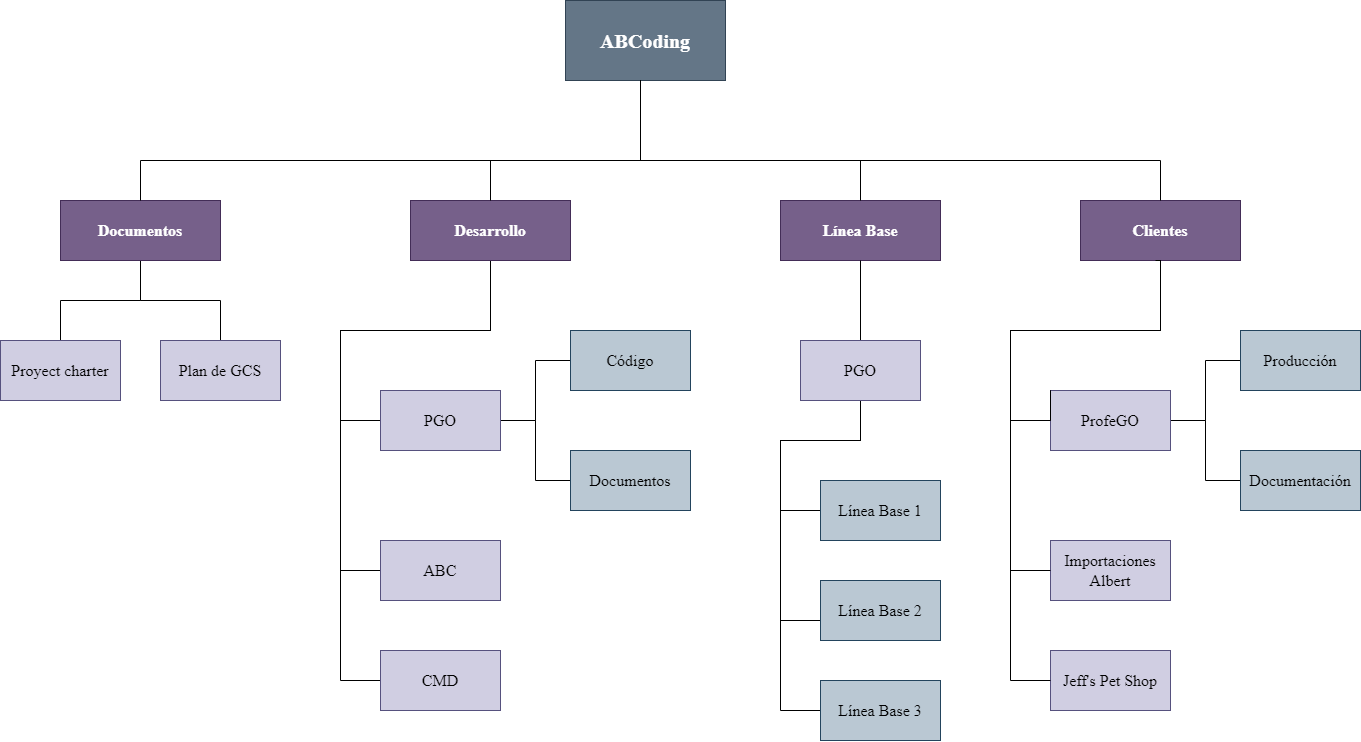 ABCoding
Documentos
Desarrollo
Línea Base
Clientes
Proyect charter
Plan de GCS
PGO
Código
Documentos
ABC
CMD
PGO
Línea Base 1
Línea Base 2
Línea Base 3
ProfeGO
Producción
Documentación
Importaciones
Albert
Jeff's Pet Shop